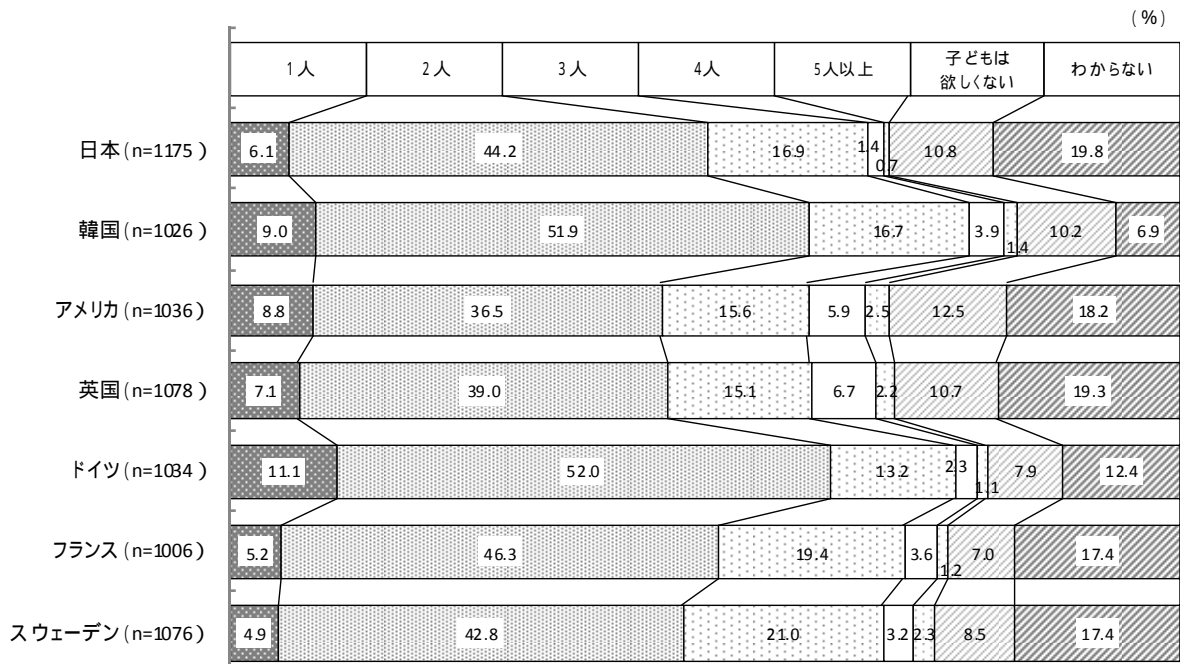 (%)
1人 2人 3人 4人 5人以上 子どもは わからない
欲しくない
日本(n=1175) 6.1 44.2 16.9 1.4 0.7 10.8 19.8
韓国(n=1026) 9.0 51.9 16.7 3.9 1.4 10.2 6.9
アメリカ(n=1036) 8.8 36.5 15.6 5.9 2.5 12.5 18.2
英国(n=1078) 7.1 39.0 15.1 6.7 2.2 10.7 19.3
ドイツ(n=1034) 11.1 52.0 13.2 2.3 1.1 7.9 12.4
フランス(n=1006) 5.2 46.3 19.4 3.6 1.2 7.0 17.4
スウェーデン(n=1076) 4.9 42.8 21.0 3.2 2.3 8.5 17.4